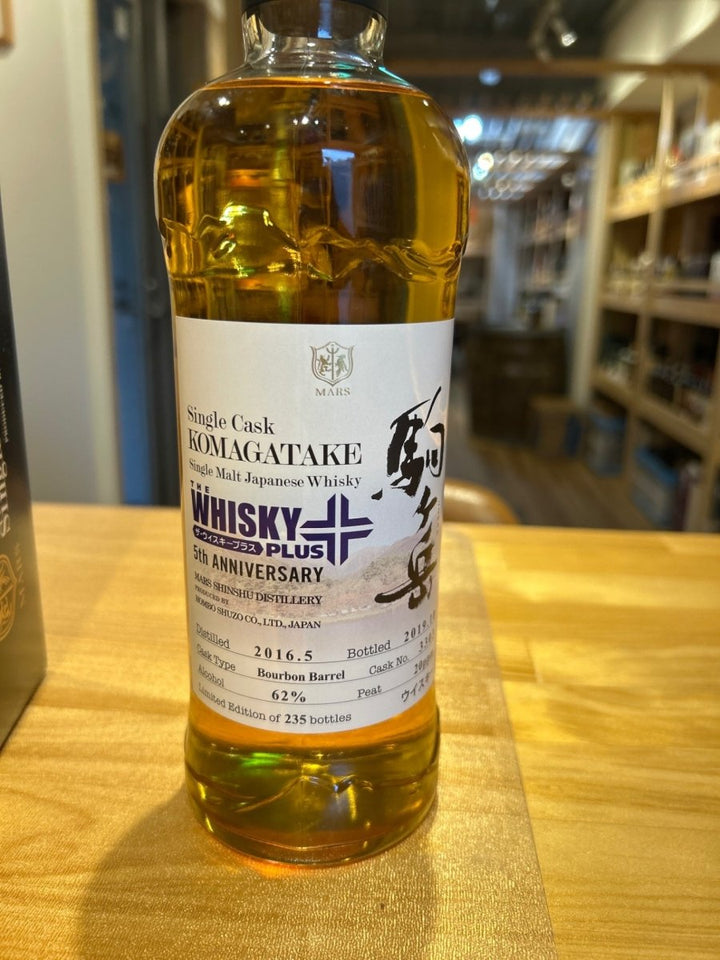 MARS
Single Cask
KOMAGATAKE
Single Malt Japanese Whisky
駒ヶ岳
THE
WHISKY
ザ・ウイスキープラス PLUS
5th ANNIVERSARY
MARS SHINSHU DISTILLERY
PRODUCED BY
HOMBO SHUZO CO., LTD., JAPAN
Distilled 2016.5 Bottled
Cask Type Bourbon Barrel Cask No.
Alcohol 62% Peat
Limited Edition of 235 bottles